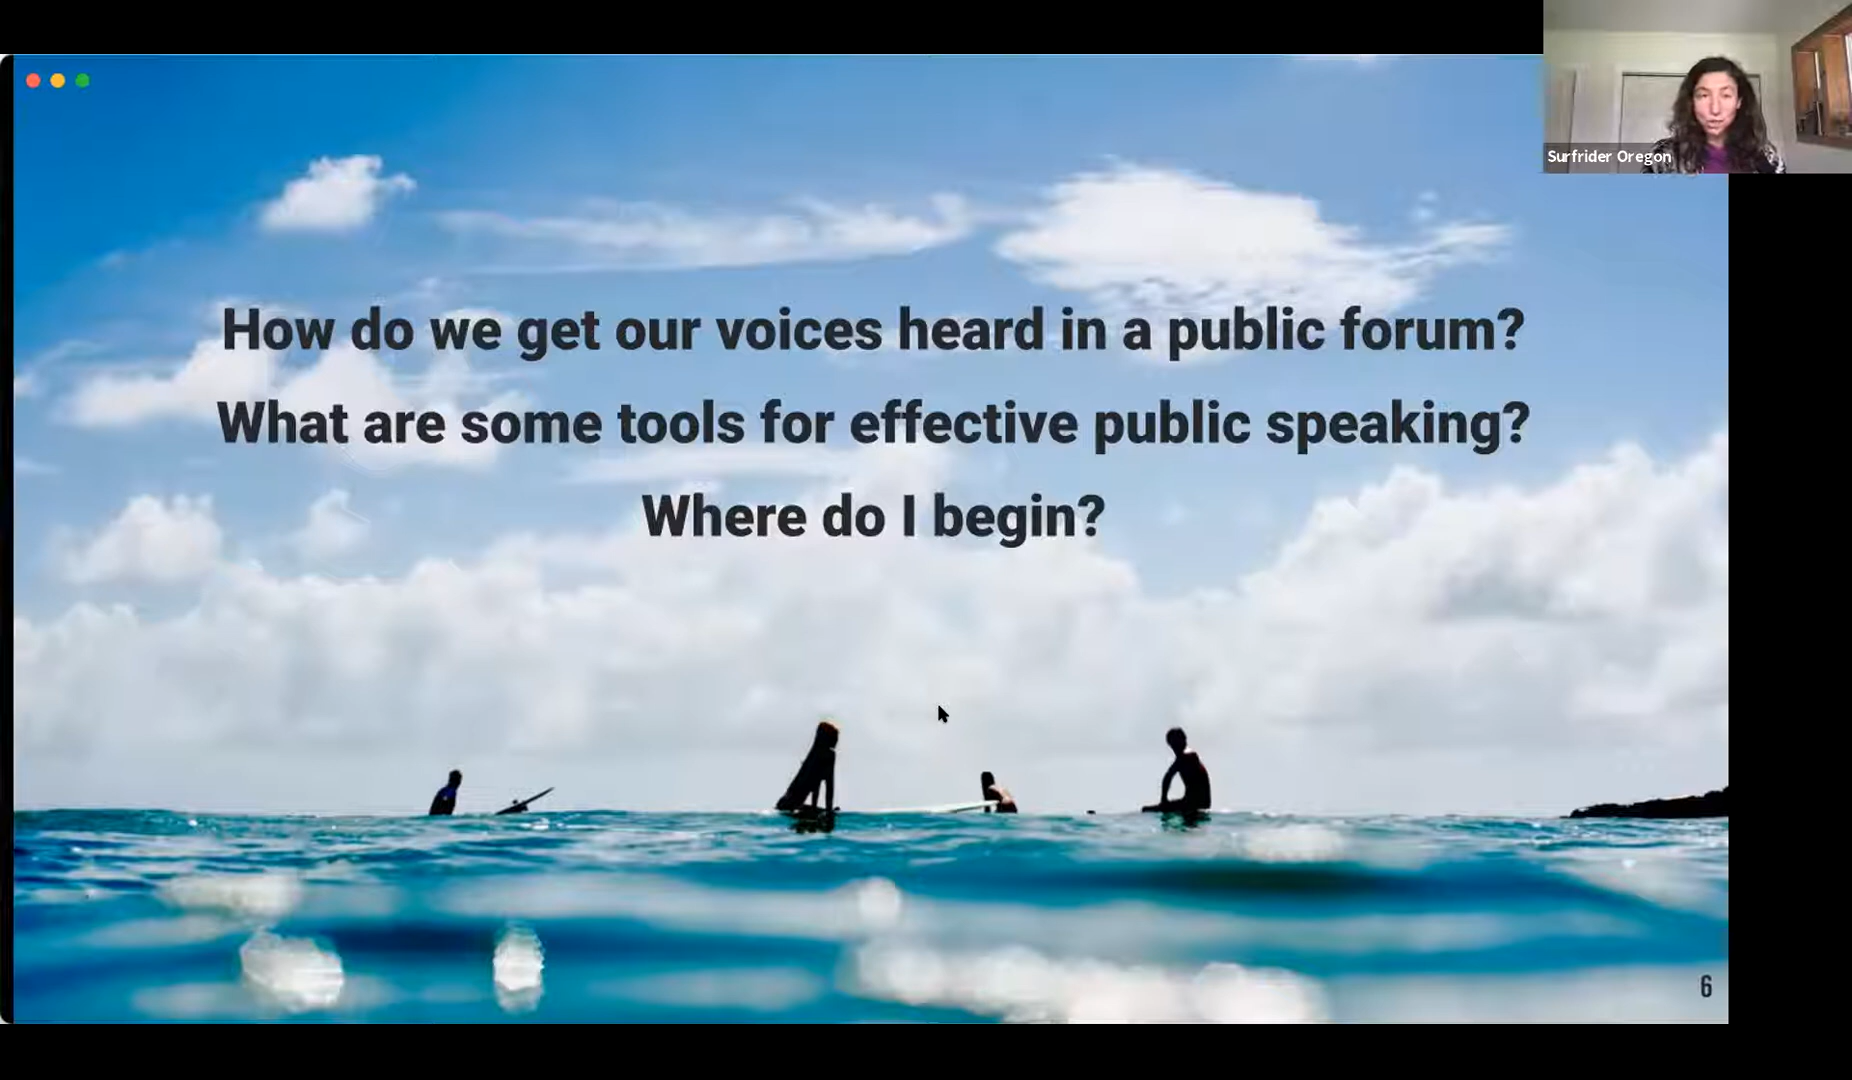 Surfrider Oregon
How do we get our voices heard in a public forum?
What are some tools for effective public speaking?
Where do I begin?
6